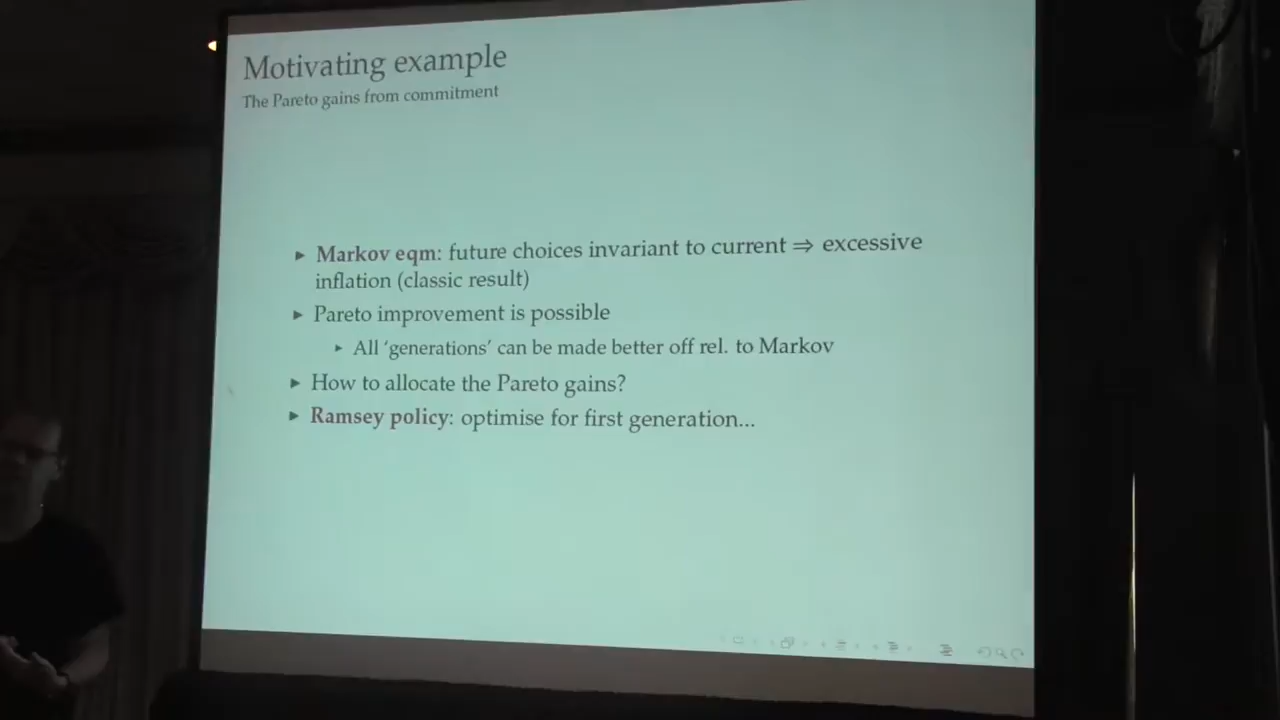 Motivating example
The Pareto gains from commitment
▶ Markov eqm: future choices invariant to current ⇒ excessive
inflation (classic result)
▶ Pareto improvement is possible
▶ All ‘generations’ can be made better off rel. to Markov
▶ How to allocate the Pareto gains?
▶ Ramsey policy: optimise for first generation...